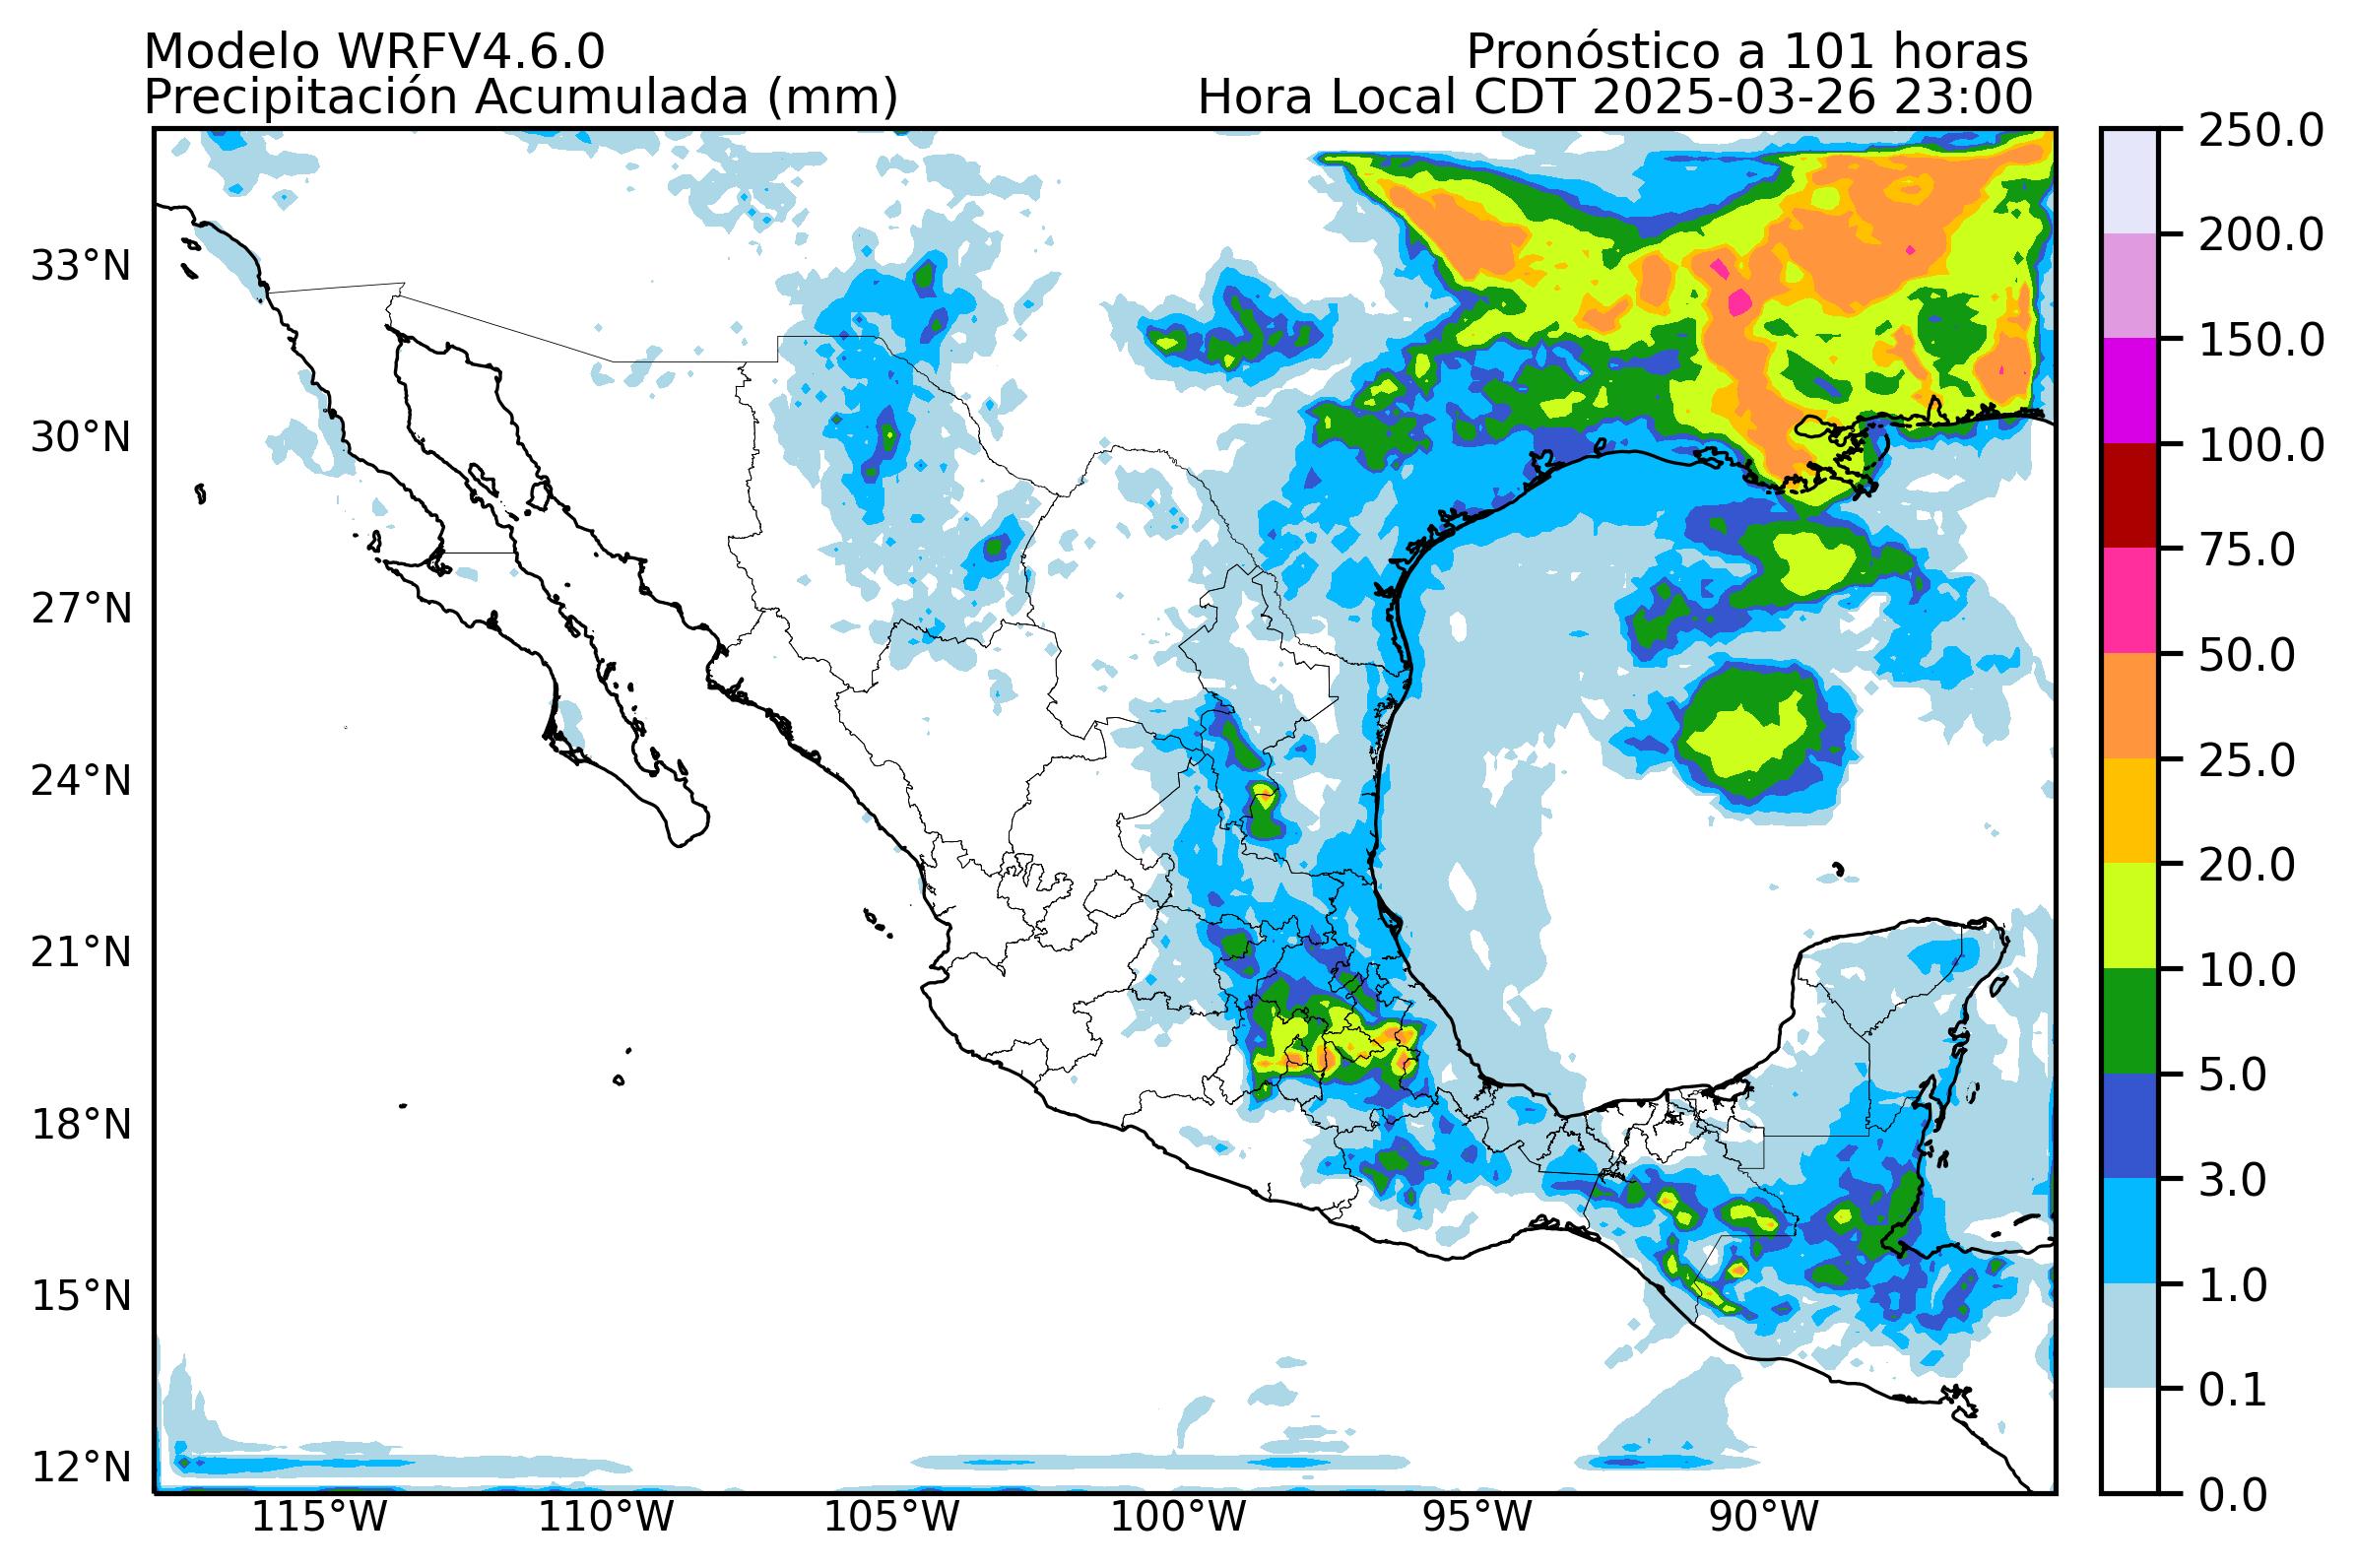 Modelo WRFV4.6.0
Pronóstico a 101 horas
Precipitación Acumulada (mm)
Hora Local CDT 2025-03-26 23:00
250.0
200.0
150.0
100.0
75.0
50.0
25.0
20.0
10.0
5.0
3.0
1.0
0.1
0.0
33°N
30°N
27°N
24°N
21°N
18°N
15°N
12°N
115°W
110°W
105°W
100°W
95°W
90°W